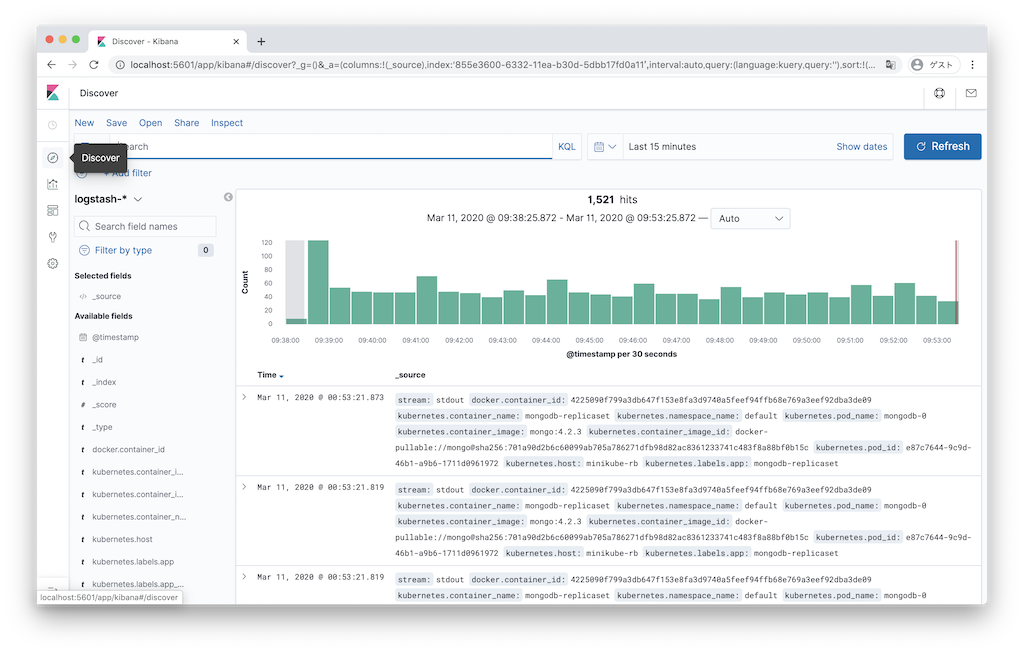 Discover - Kibana
localhost:5601/app/kibana#/discover?_g=()&_a=(columns:!(_source),index:'855e3600-6332-11ea-b30d-5dbb17fd0a11',interval:auto,query:(language:kuery,query:''),sort:!(...
ゲスト
Discover
New Save Open Share Inspect
Discover
KQL
Last 15 minutes
Show dates
Refresh
+ Add filter
logstash-*
Search field names
Filter by type 0
Selected fields
_source
Available fields
@timestamp
t _id
t _index
# _score
t _type
t docker.container_id
t kubernetes.container_i...
t kubernetes.container_i...
t kubernetes.container_n...
t kubernetes.host
t kubernetes.labels.app
t kubernetes.labels.app_...
localhost:5601/app/kibana#/discover
1,521 hits
Mar 11, 2020 @ 09:38:25.872 - Mar 11, 2020 @ 09:53:25.872 — Auto
Count
120
100
80
60
40
20
0
09:38:00 09:39:00 09:40:00 09:41:00 09:42:00 09:43:00 09:44:00 09:45:00 09:46:00 09:47:00 09:48:00 09:49:00 09:50:00 09:51:00 09:52:00 09:53:00
@timestamp per 30 seconds
Time _source
Mar 11, 2020 @ 00:53:21.873 stream: stdout docker.container_id: 4225090f799a3db647f153e8fa3d9740a5feef94ffb68e769a3eef92dba3de09
kubernetes.container_name: mongodb-replicaset kubernetes.namespace_name: default kubernetes.pod_name: mongodb-0
kubernetes.container_image: mongo:4.2.3 kubernetes.container_image_id: docker-
pullable://mongo@sha256:701a90d2b6c60099ab705a786271dfb98d82ac8361233741c483f8a88bf0b15c kubernetes.pod_id: e87c7644-9c9d-
46b1-a9b6-1711d0961972 kubernetes.host: minikube-rb kubernetes.labels.app: mongodb-replicaset
Mar 11, 2020 @ 00:53:21.819 stream: stdout docker.container_id: 4225090f799a3db647f153e8fa3d9740a5feef94ffb68e769a3eef92dba3de09
kubernetes.container_name: mongodb-replicaset kubernetes.namespace_name: default kubernetes.pod_name: mongodb-0
kubernetes.container_image: mongo:4.2.3 kubernetes.container_image_id: docker-
pullable://mongo@sha256:701a90d2b6c60099ab705a786271dfb98d82ac8361233741c483f8a88bf0b15c kubernetes.pod_id: e87c7644-9c9d-
46b1-a9b6-1711d0961972 kubernetes.host: minikube-rb kubernetes.labels.app: mongodb-replicaset
Mar 11, 2020 @ 00:53:21.819 stream: stdout docker.container_id: 4225090f799a3db647f153e8fa3d9740a5feef94ffb68e769a3eef92dba3de09
kubernetes.container_name: mongodb-replicaset kubernetes.namespace_name: default kubernetes.pod_name: mongodb-0